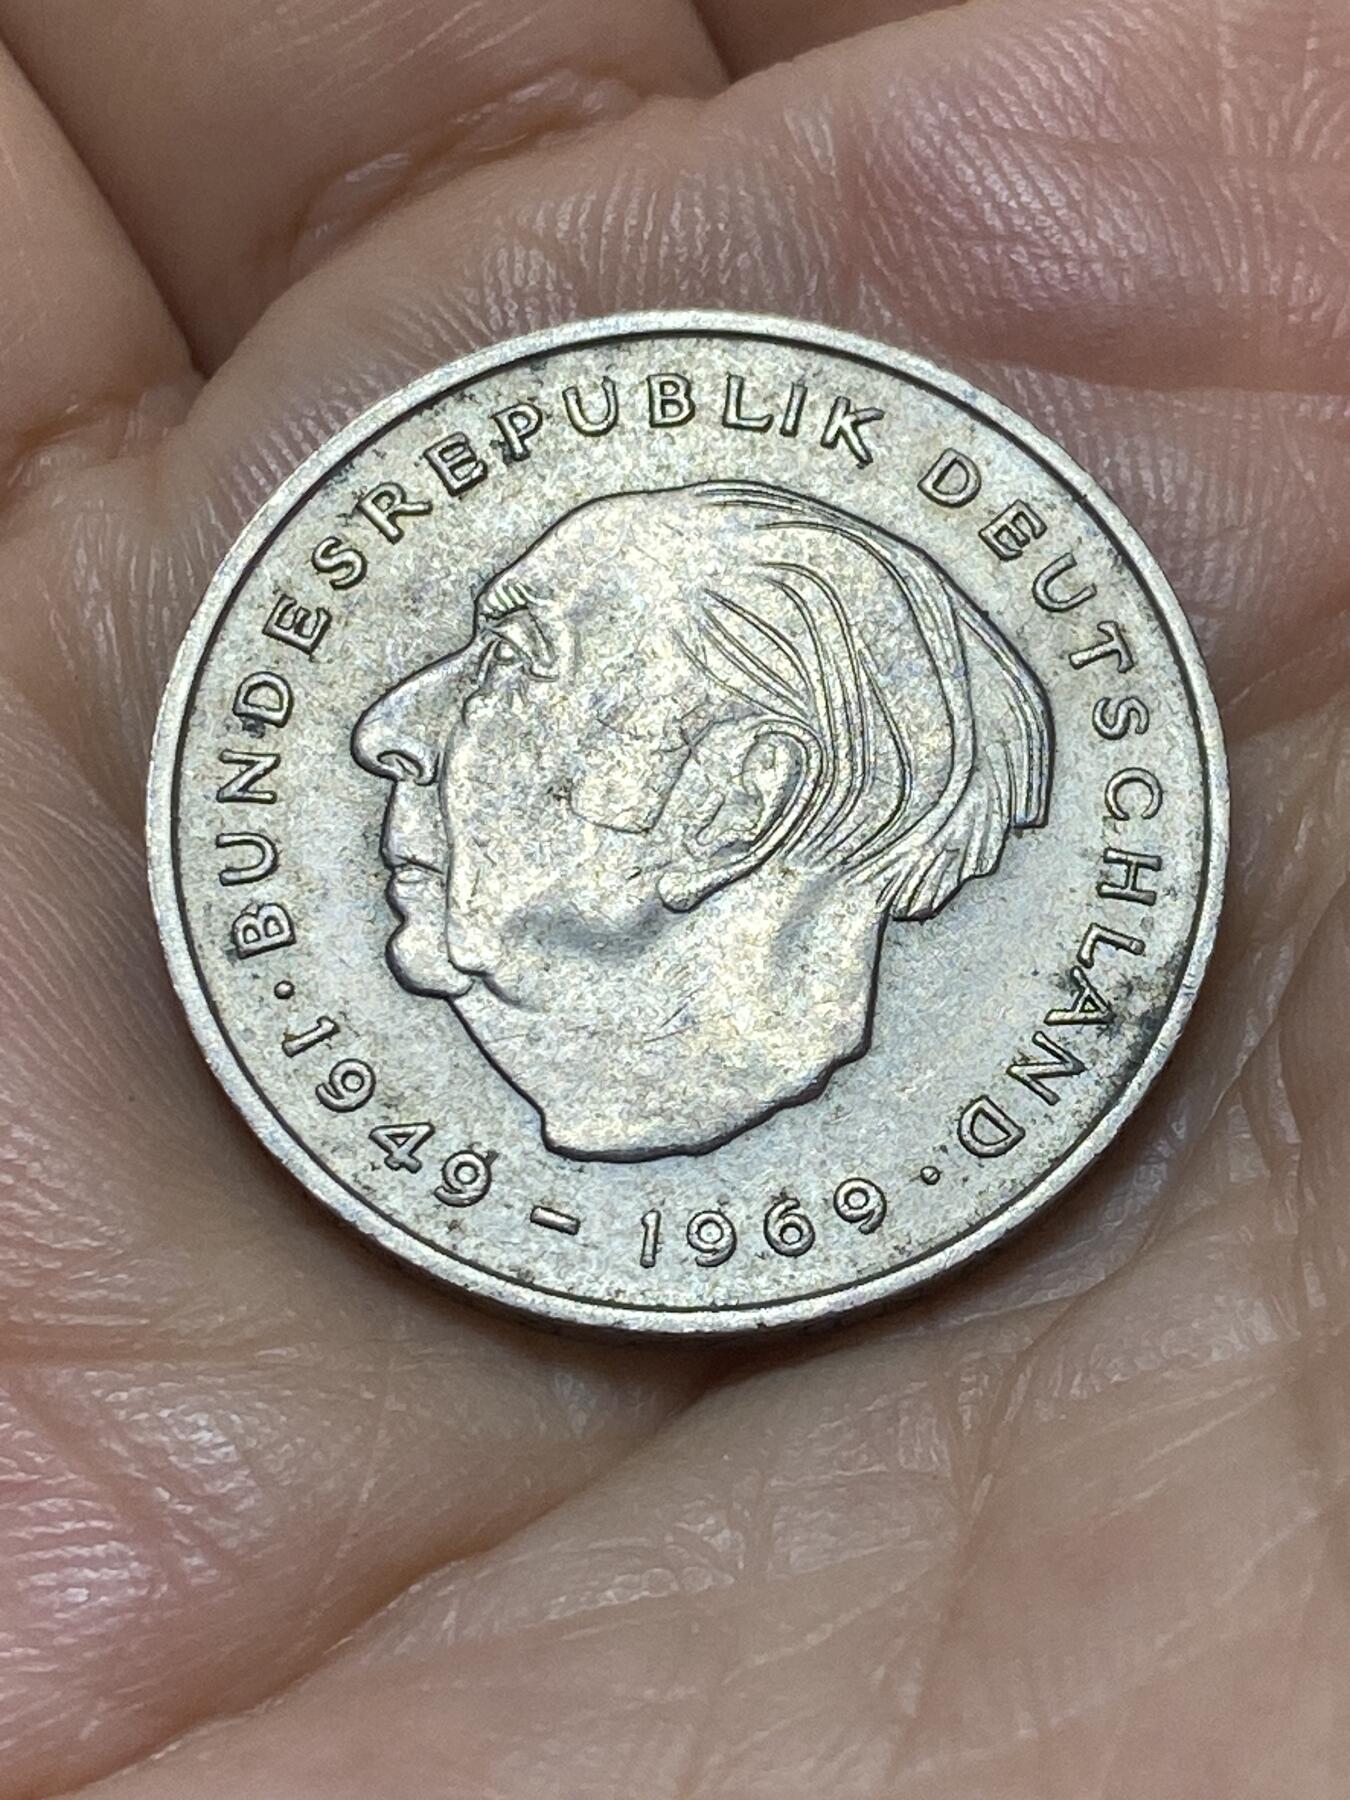 BUNDESREPUBLIK DEUTSCHLAND
· 1949 – 1969 ·